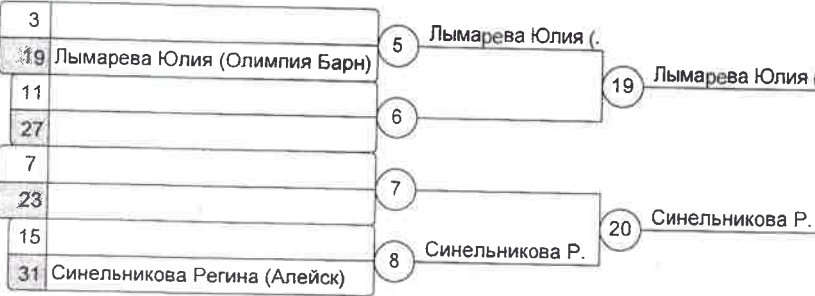 3
19 Лымарева Юлия (Олимпия Барн)
5 Лымарева Юлия (.
11
27
6
19 Лымарева Юлия (
7
23
7
15
31 Синельникова Регина (Алейск)
8 Синельникова Р.
20 Синельникова Р.